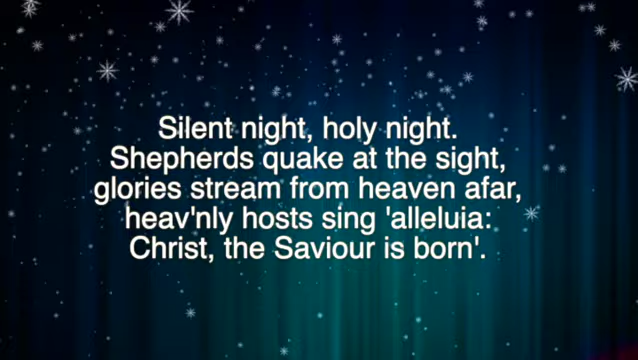 Silent night, holy night.
Shepherds quake at the sight,
glories stream from heaven afar,
heav'nly hosts sing 'alleluia:
Christ, the Saviour is born'.